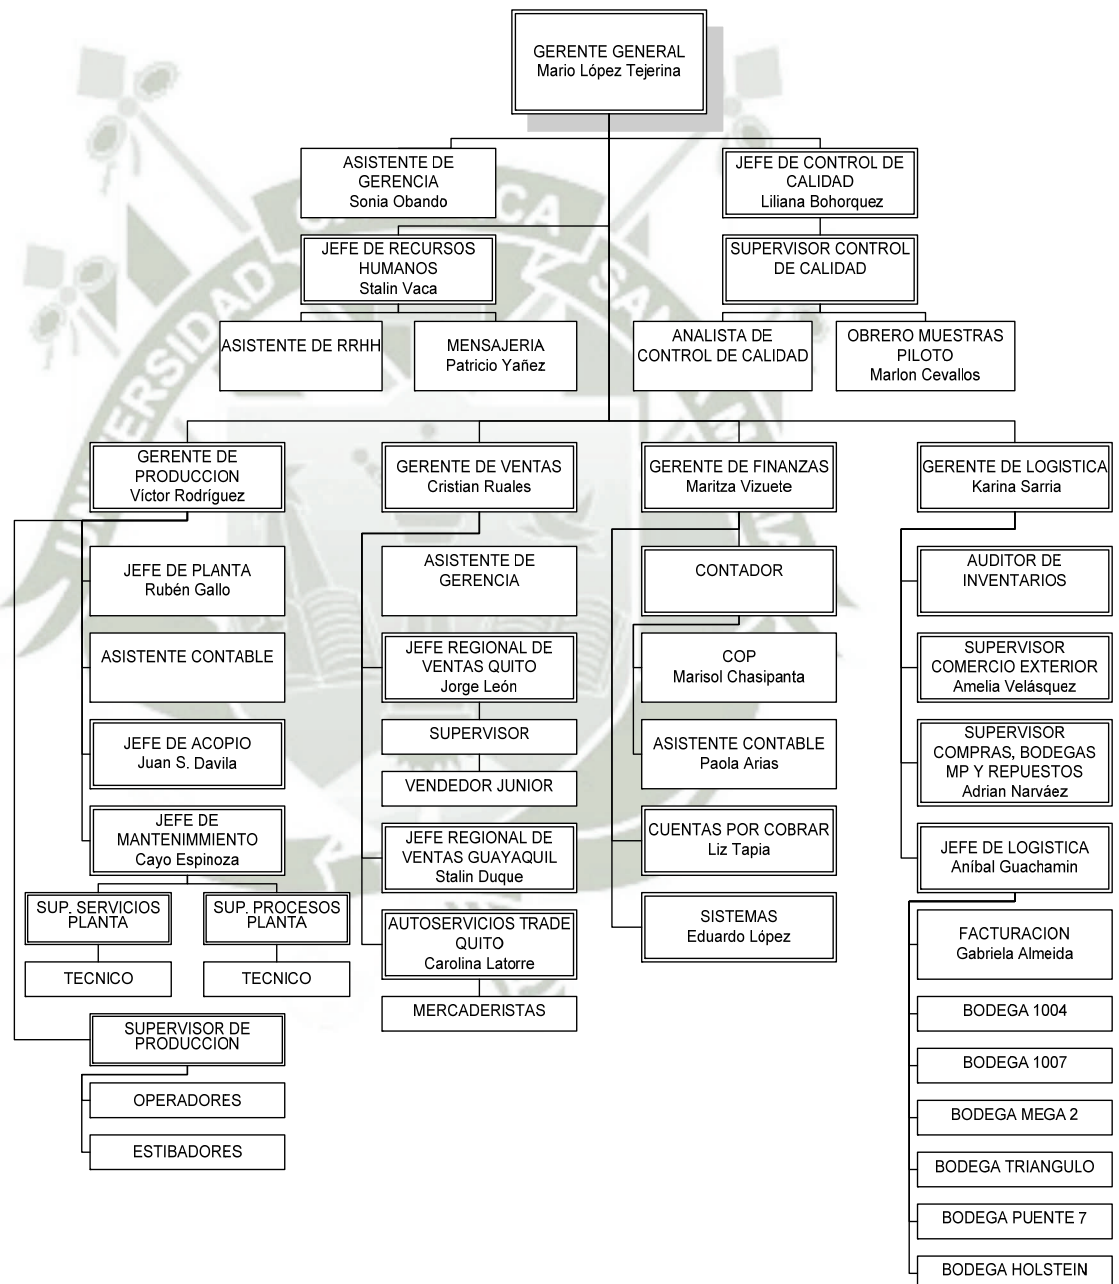 GERENTE GENERAL
Mario López Tejerina
ASISTENTE DE
GERENCIA
Sonia Obando
JEFE DE CONTROL DE
CALIDAD
Liliana Bohorquez
JEFE DE RECURSOS
HUMANOS
Stalin Vaca
SUPERVISOR CONTROL
DE CALIDAD
ASISTENTE DE RRHH
MENSAJERIA
Patricio Yañez
ANALISTA DE
CONTROL DE CALIDAD
OBRERO MUESTRAS
PILOTO
Marlon Cevallos
GERENTE DE
PRODUCCION
Víctor Rodríguez
JEFE DE PLANTA
Rubén Gallo
ASISTENTE CONTABLE
JEFE DE ACOPIO
Juan S. Davila
JEFE DE
MANTENIMMIENTO
Cayo Espinoza
SUP. SERVICIOS
PLANTA
SUP. PROCESOS
PLANTA
TECNICO
TECNICO
SUPERVISOR DE
PRODUCCION
OPERADORES
ESTIBADORES
GERENTE DE VENTAS
Cristian Ruales
ASISTENTE DE
GERENCIA
JEFE REGIONAL DE
VENTAS QUITO
Jorge León
SUPERVISOR
VENDEDOR JUNIOR
JEFE REGIONAL DE
VENTAS GUAYAQUIL
Stalin Duque
AUTOSERVICIOS TRADE
QUITO
Carolina Latorre
MERCADERISTAS
GERENTE DE FINANZAS
Maritza Vizuete
CONTADOR
COP
Marisol Chasipanta
ASISTENTE CONTABLE
Paola Arias
CUENTAS POR COBRAR
Liz Tapia
SISTEMAS
Eduardo López
GERENTE DE LOGISTICA
Karina Sarria
AUDITOR DE
INVENTARIOS
SUPERVISOR
COMERCIO EXTERIOR
Amelia Velásquez
SUPERVISOR
COMPRAS, BODEGAS
MP Y REPUESTOS
Adrian Narváez
JEFE DE LOGISTICA
Aníbal Guachamin
FACTURACION
Gabriela Almeida
BODEGA 1004
BODEGA 1007
BODEGA MEGA 2
BODEGA TRIANGULO
BODEGA PUENTE 7
BODEGA HOLSTEIN
UNIVERSIDAD